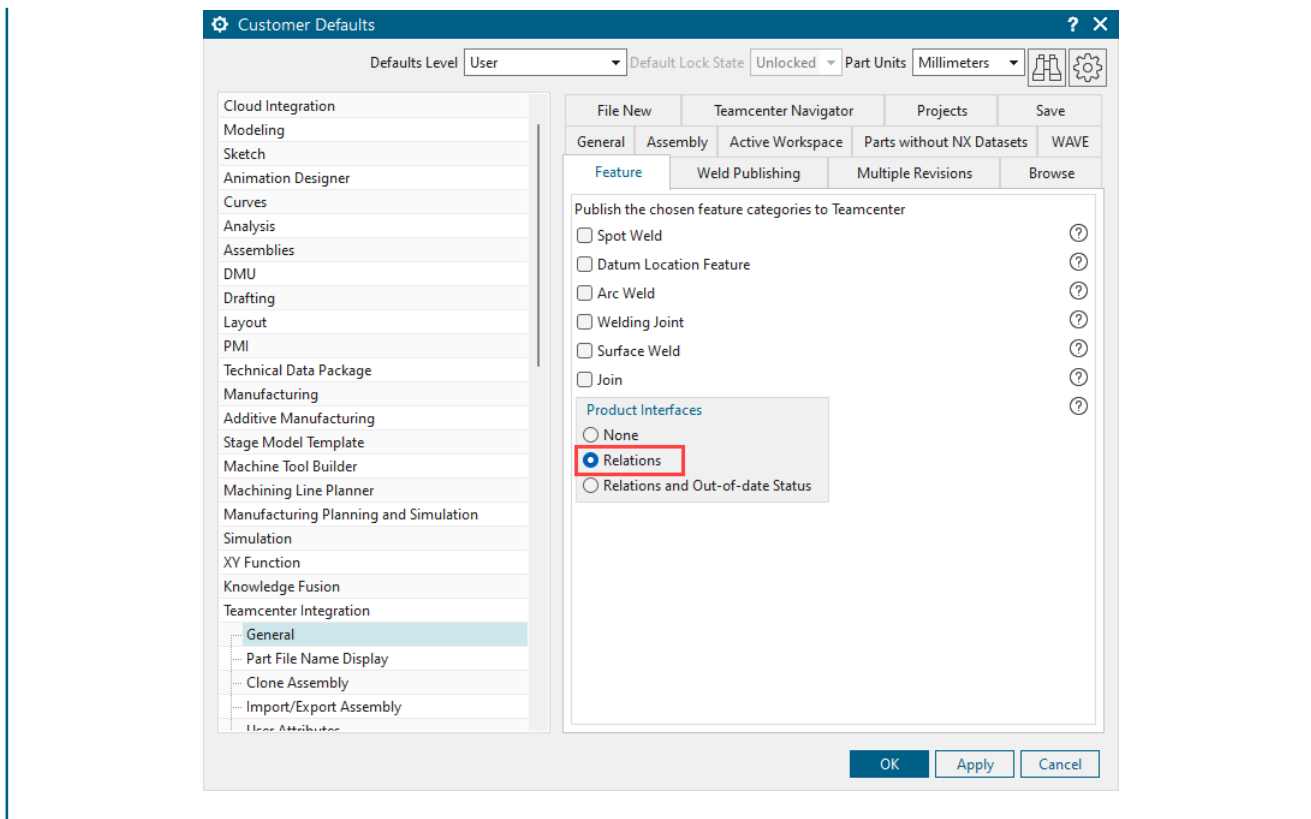 Customer Defaults
Defaults Level User Default Lock State Unlocked Part Units Millimeters
Cloud Integration
Modeling
Sketch
Animation Designer
Curves
Analysis
Assemblies
DMU
Drafting
Layout
PMI
Technical Data Package
Manufacturing
Additive Manufacturing
Stage Model Template
Machine Tool Builder
Machining Line Planner
Manufacturing Planning and Simulation
Simulation
XY Function
Knowledge Fusion
Teamcenter Integration
General
Part File Name Display
Clone Assembly
Import/Export Assembly
User Attributes
File New Teamcenter Navigator Projects Save
General Assembly Active Workspace Parts without NX Datasets WAVE
Feature Weld Publishing Multiple Revisions Browse
Publish the chosen feature categories to Teamcenter
Spot Weld
Datum Location Feature
Arc Weld
Welding Joint
Surface Weld
Join
Product Interfaces
None
Relations
Relations and Out-of-date Status
OK Apply Cancel